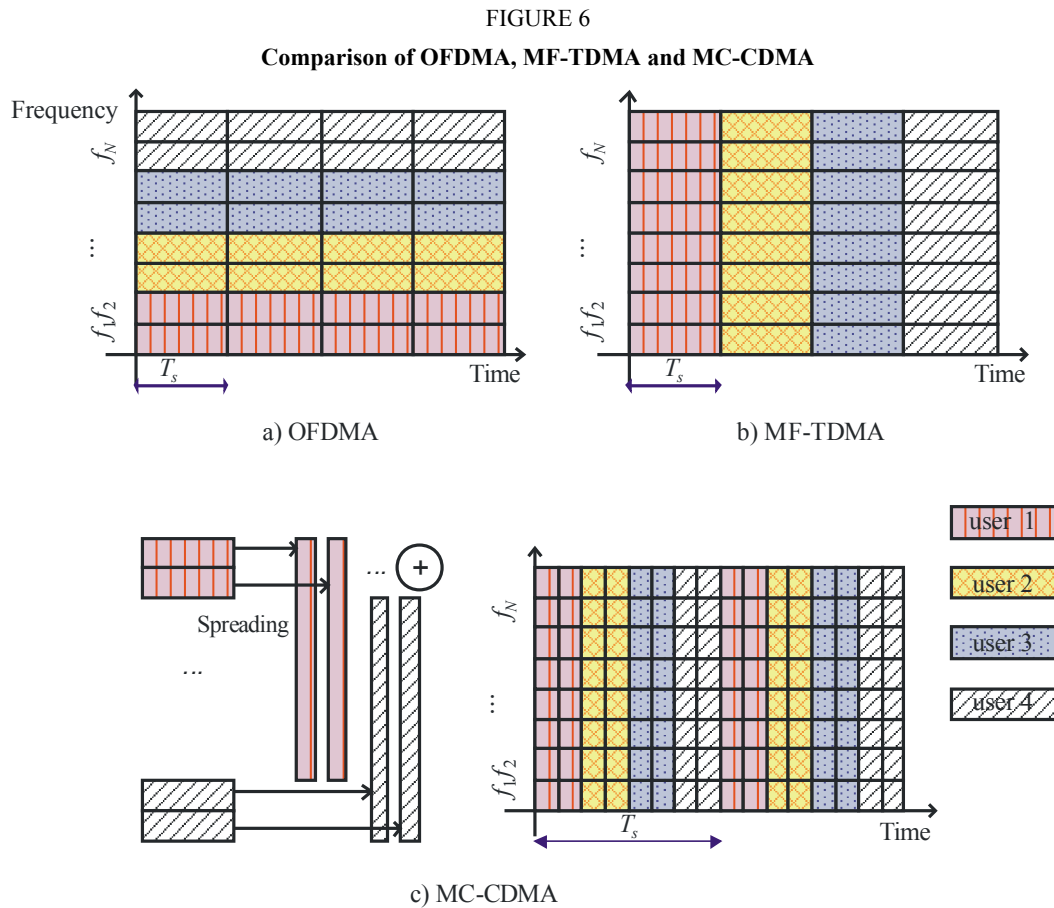 FIGURE 6
Comparison of OFDMA, MF-TDMA and MC-CDMA
Frequency
f_N
...
f_1 f_2
T_s
Time
a) OFDMA
f_N
...
f_1 f_2
T_s
Time
b) MF-TDMA
Spreading
...
...
+
f_N
...
f_1 f_2
T_s
Time
user 1
user 2
user 3
user 4
c) MC-CDMA